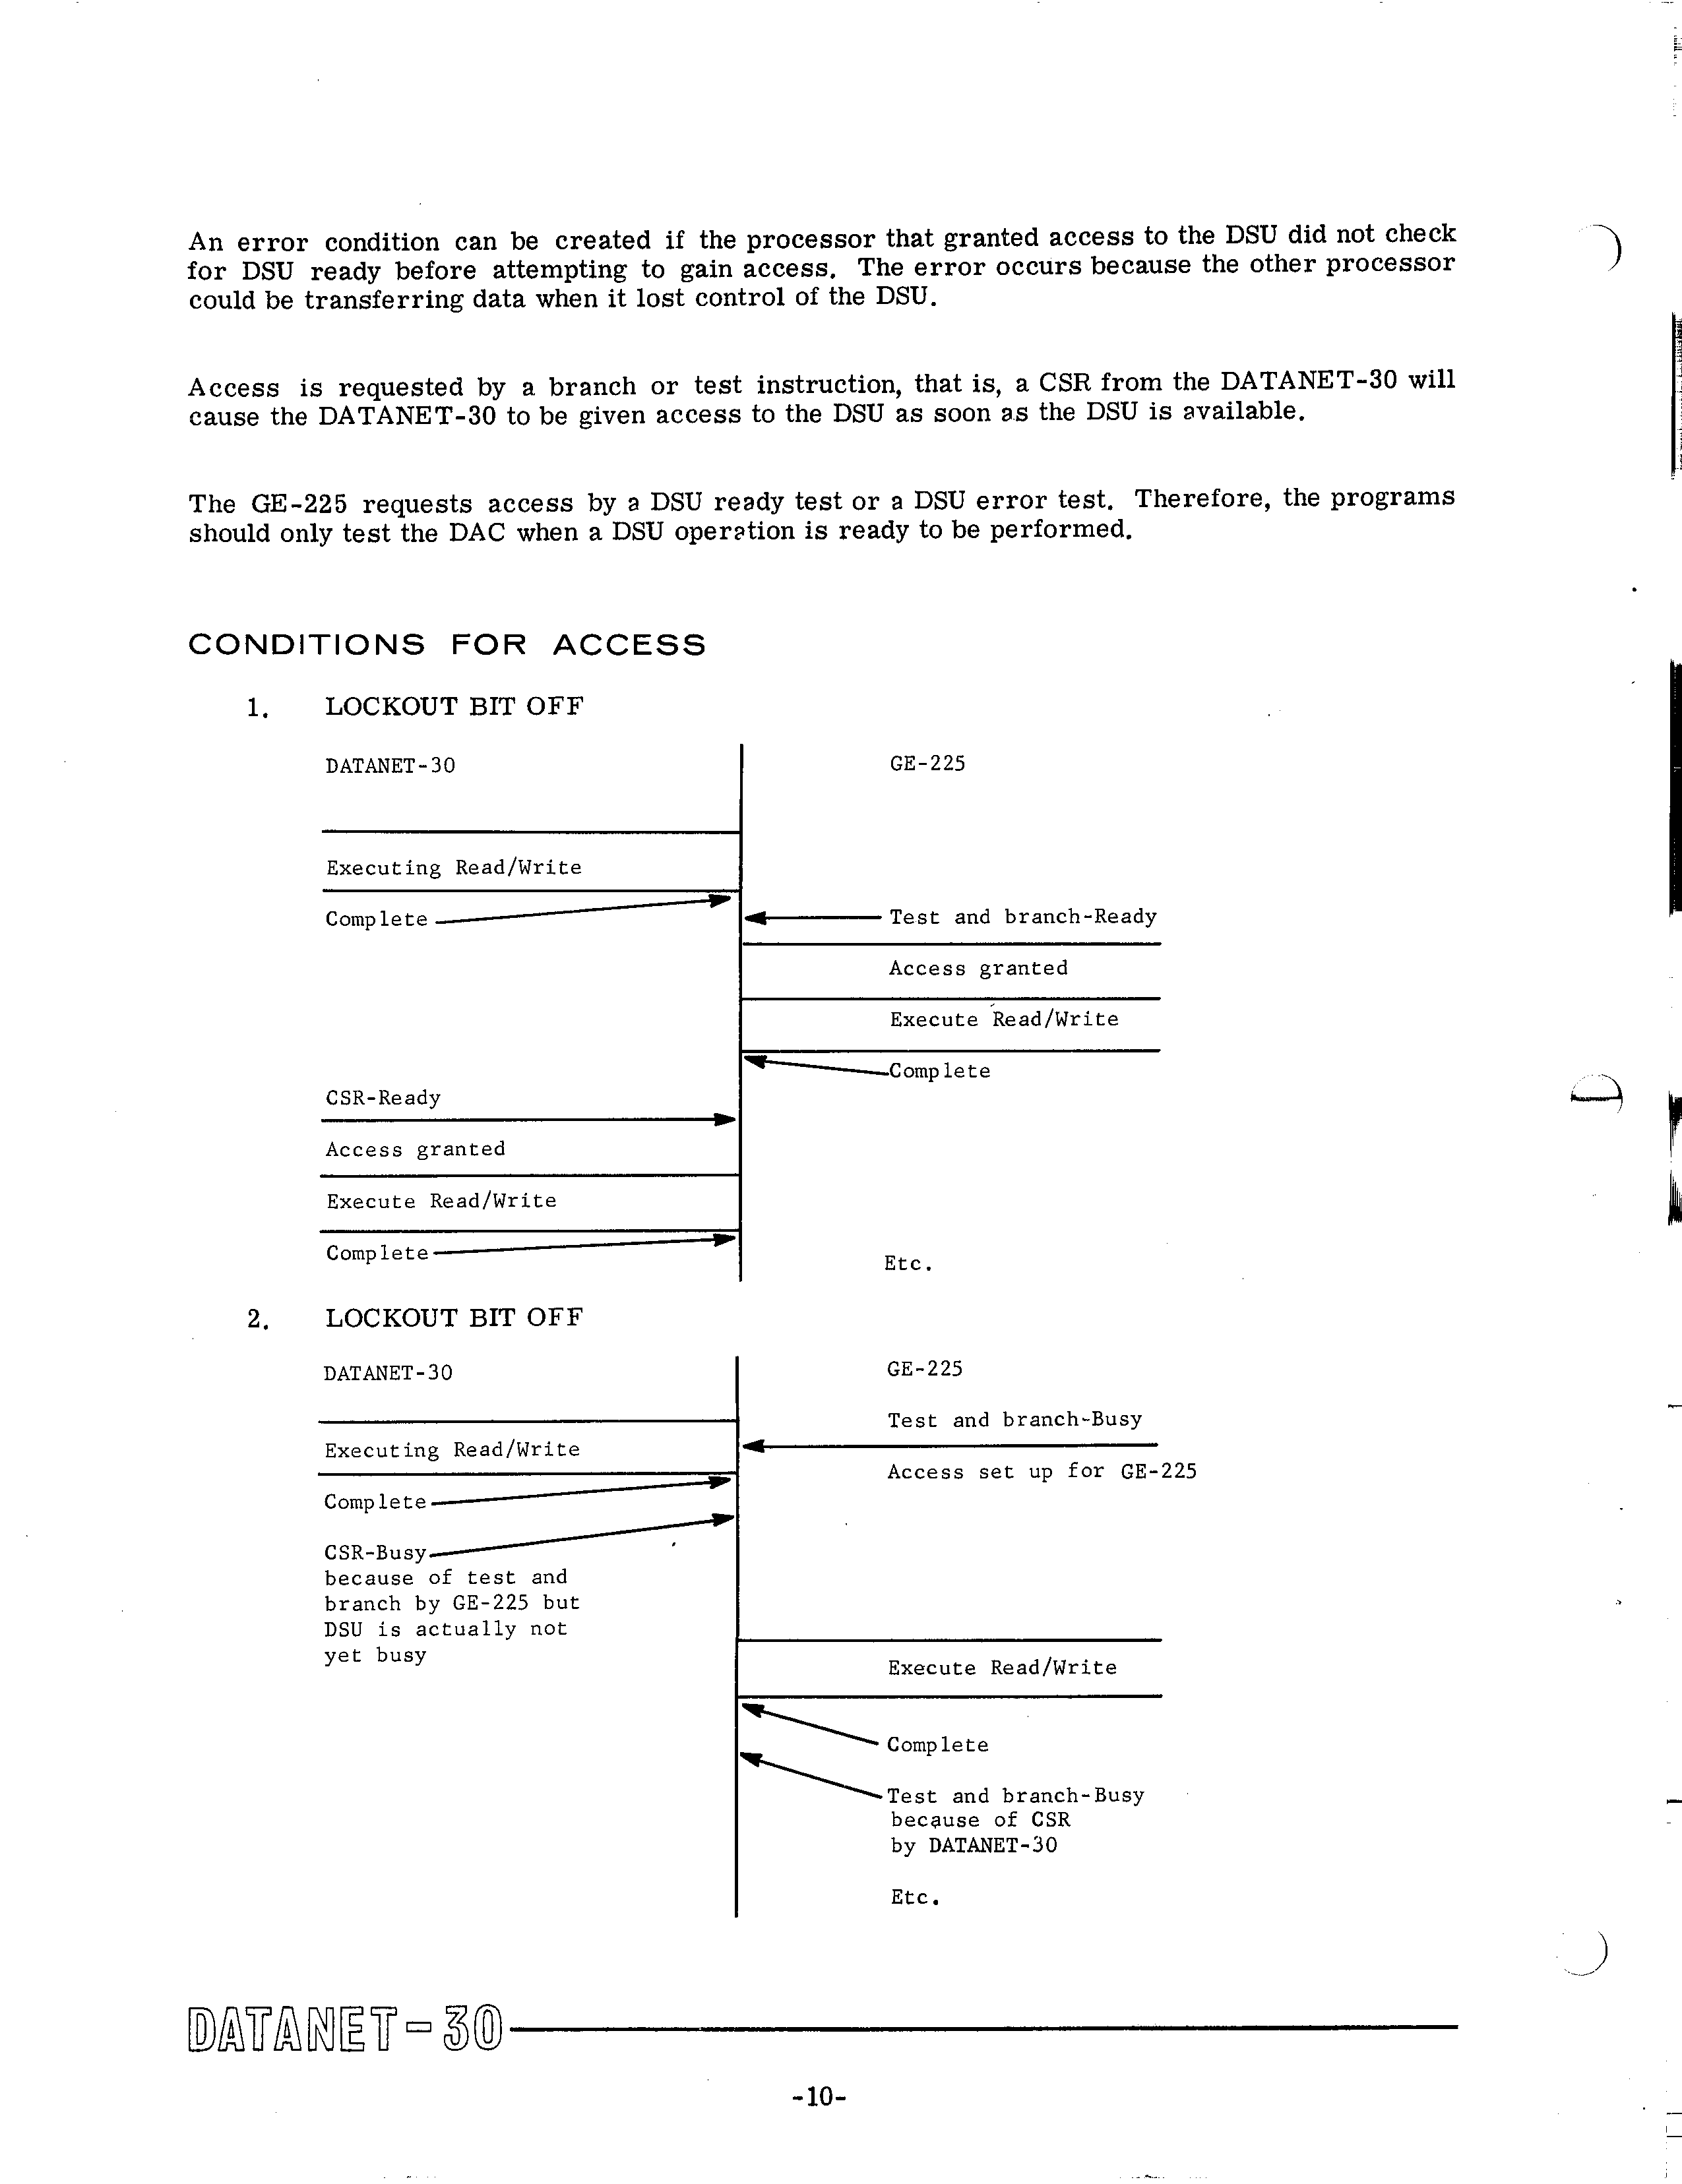 An error condition can be created if the processor that granted access to the DSU did not check
for DSU ready before attempting to gain access. The error occurs because the other processor
could be transferring data when it lost control of the DSU.
Access is requested by a branch or test instruction, that is, a CSR from the DATANET-30 will
cause the DATANET-30 to be given access to the DSU as soon as the DSU is available.
The GE-225 requests access by a DSU ready test or a DSU error test. Therefore, the programs
should only test the DAC when a DSU operation is ready to be performed.
CONDITIONS FOR ACCESS
1. LOCKOUT BIT OFF
DATANET-30 GE-225
Executing Read/Write
Complete Test and branch-Ready
Access granted
Execute Read/Write
Complete
CSR-Ready
Access granted
Execute Read/Write
Complete
Etc.
2. LOCKOUT BIT OFF
DATANET-30 GE-225
Test and branch-Busy
Executing Read/Write
Access set up for GE-225
Complete
CSR-Busy
because of test and
branch by GE-225 but
DSU is actually not
yet busy
Execute Read/Write
Complete
Test and branch-Busy
because of CSR
by DATANET-30
Etc.
DATANET-30
-10-